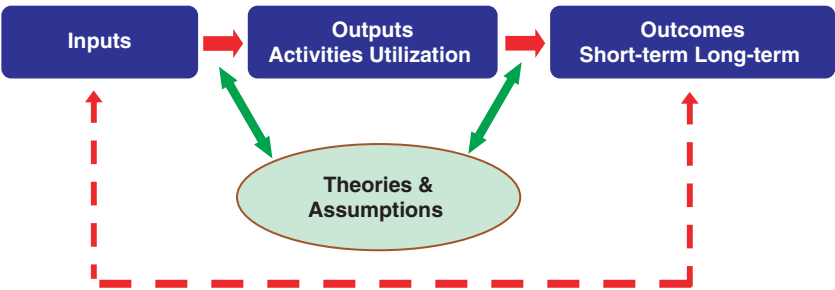 Inputs
Outputs
Activities Utilization
Outcomes
Short-term Long-term
Theories &
Assumptions